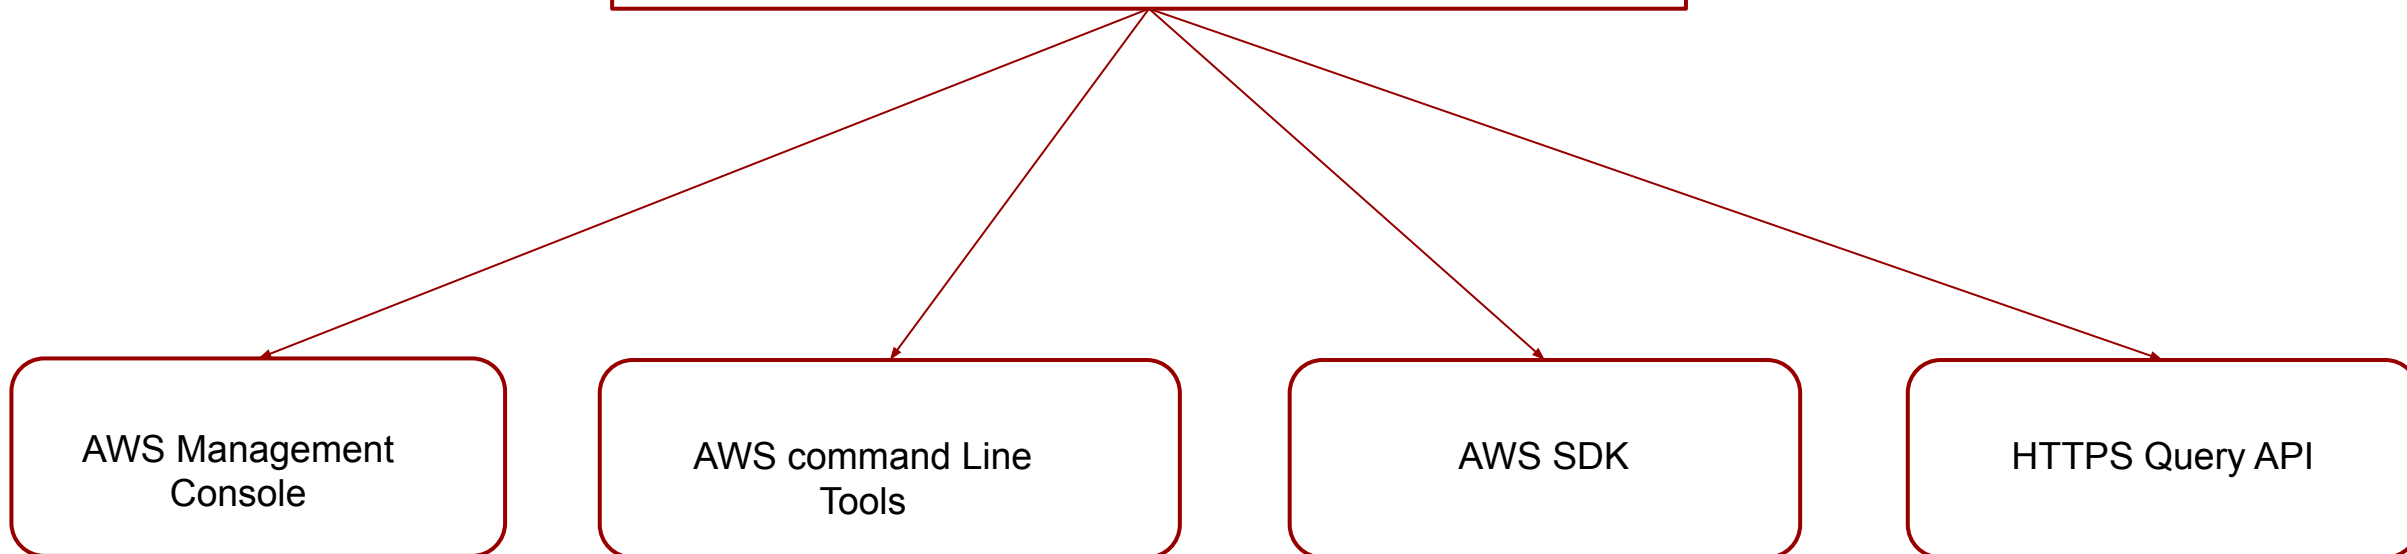 AWS Management
Console
AWS command Line
Tools
AWS SDK
HTTPS Query API